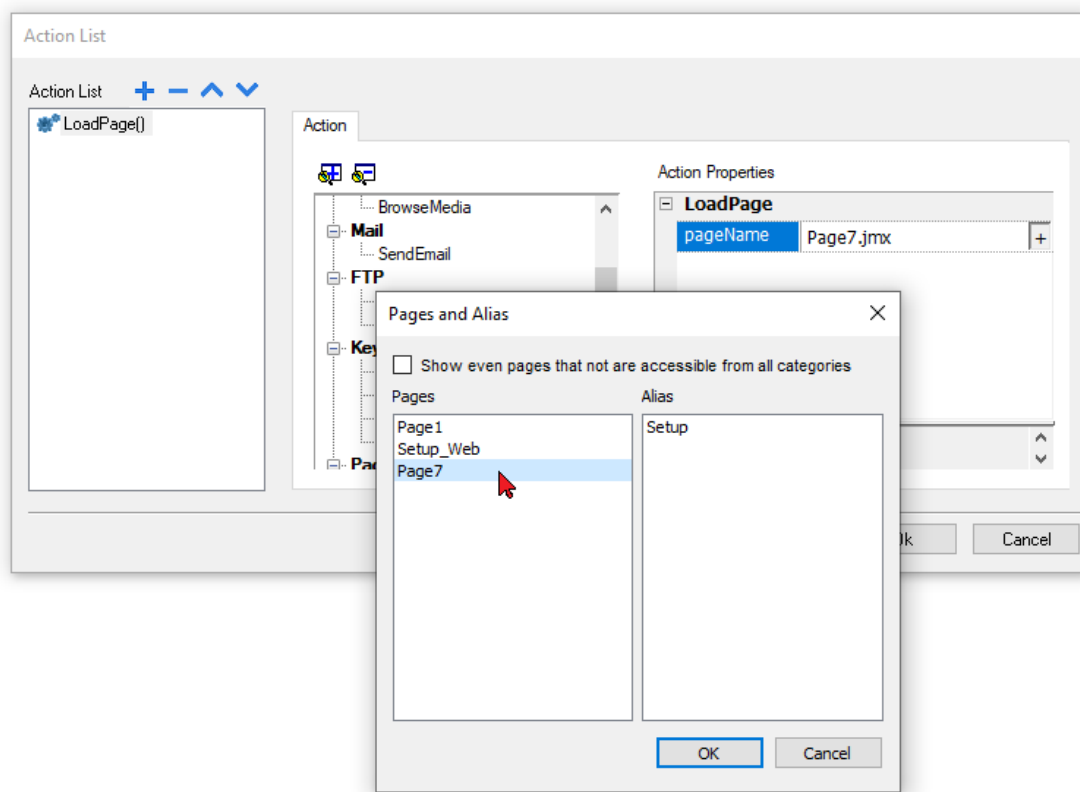 Action List
Action List
LoadPage()
Action
BrowseMedia
Mail
SendEmail
FTP
Action Properties
LoadPage
pageName Page7.jmx +
Pages and Alias
Show even pages that not are accessible from all categories
Pages Alias
Page1 Setup
Setup_Web
Page7
OK Cancel
Cancel